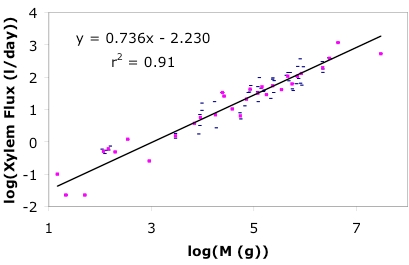 y = 0.736x - 2.230
r² = 0.91
log(Xylem Flux (l/day))
4
3
2
1
0
-1
-2
1
3
5
7
log(M (g))